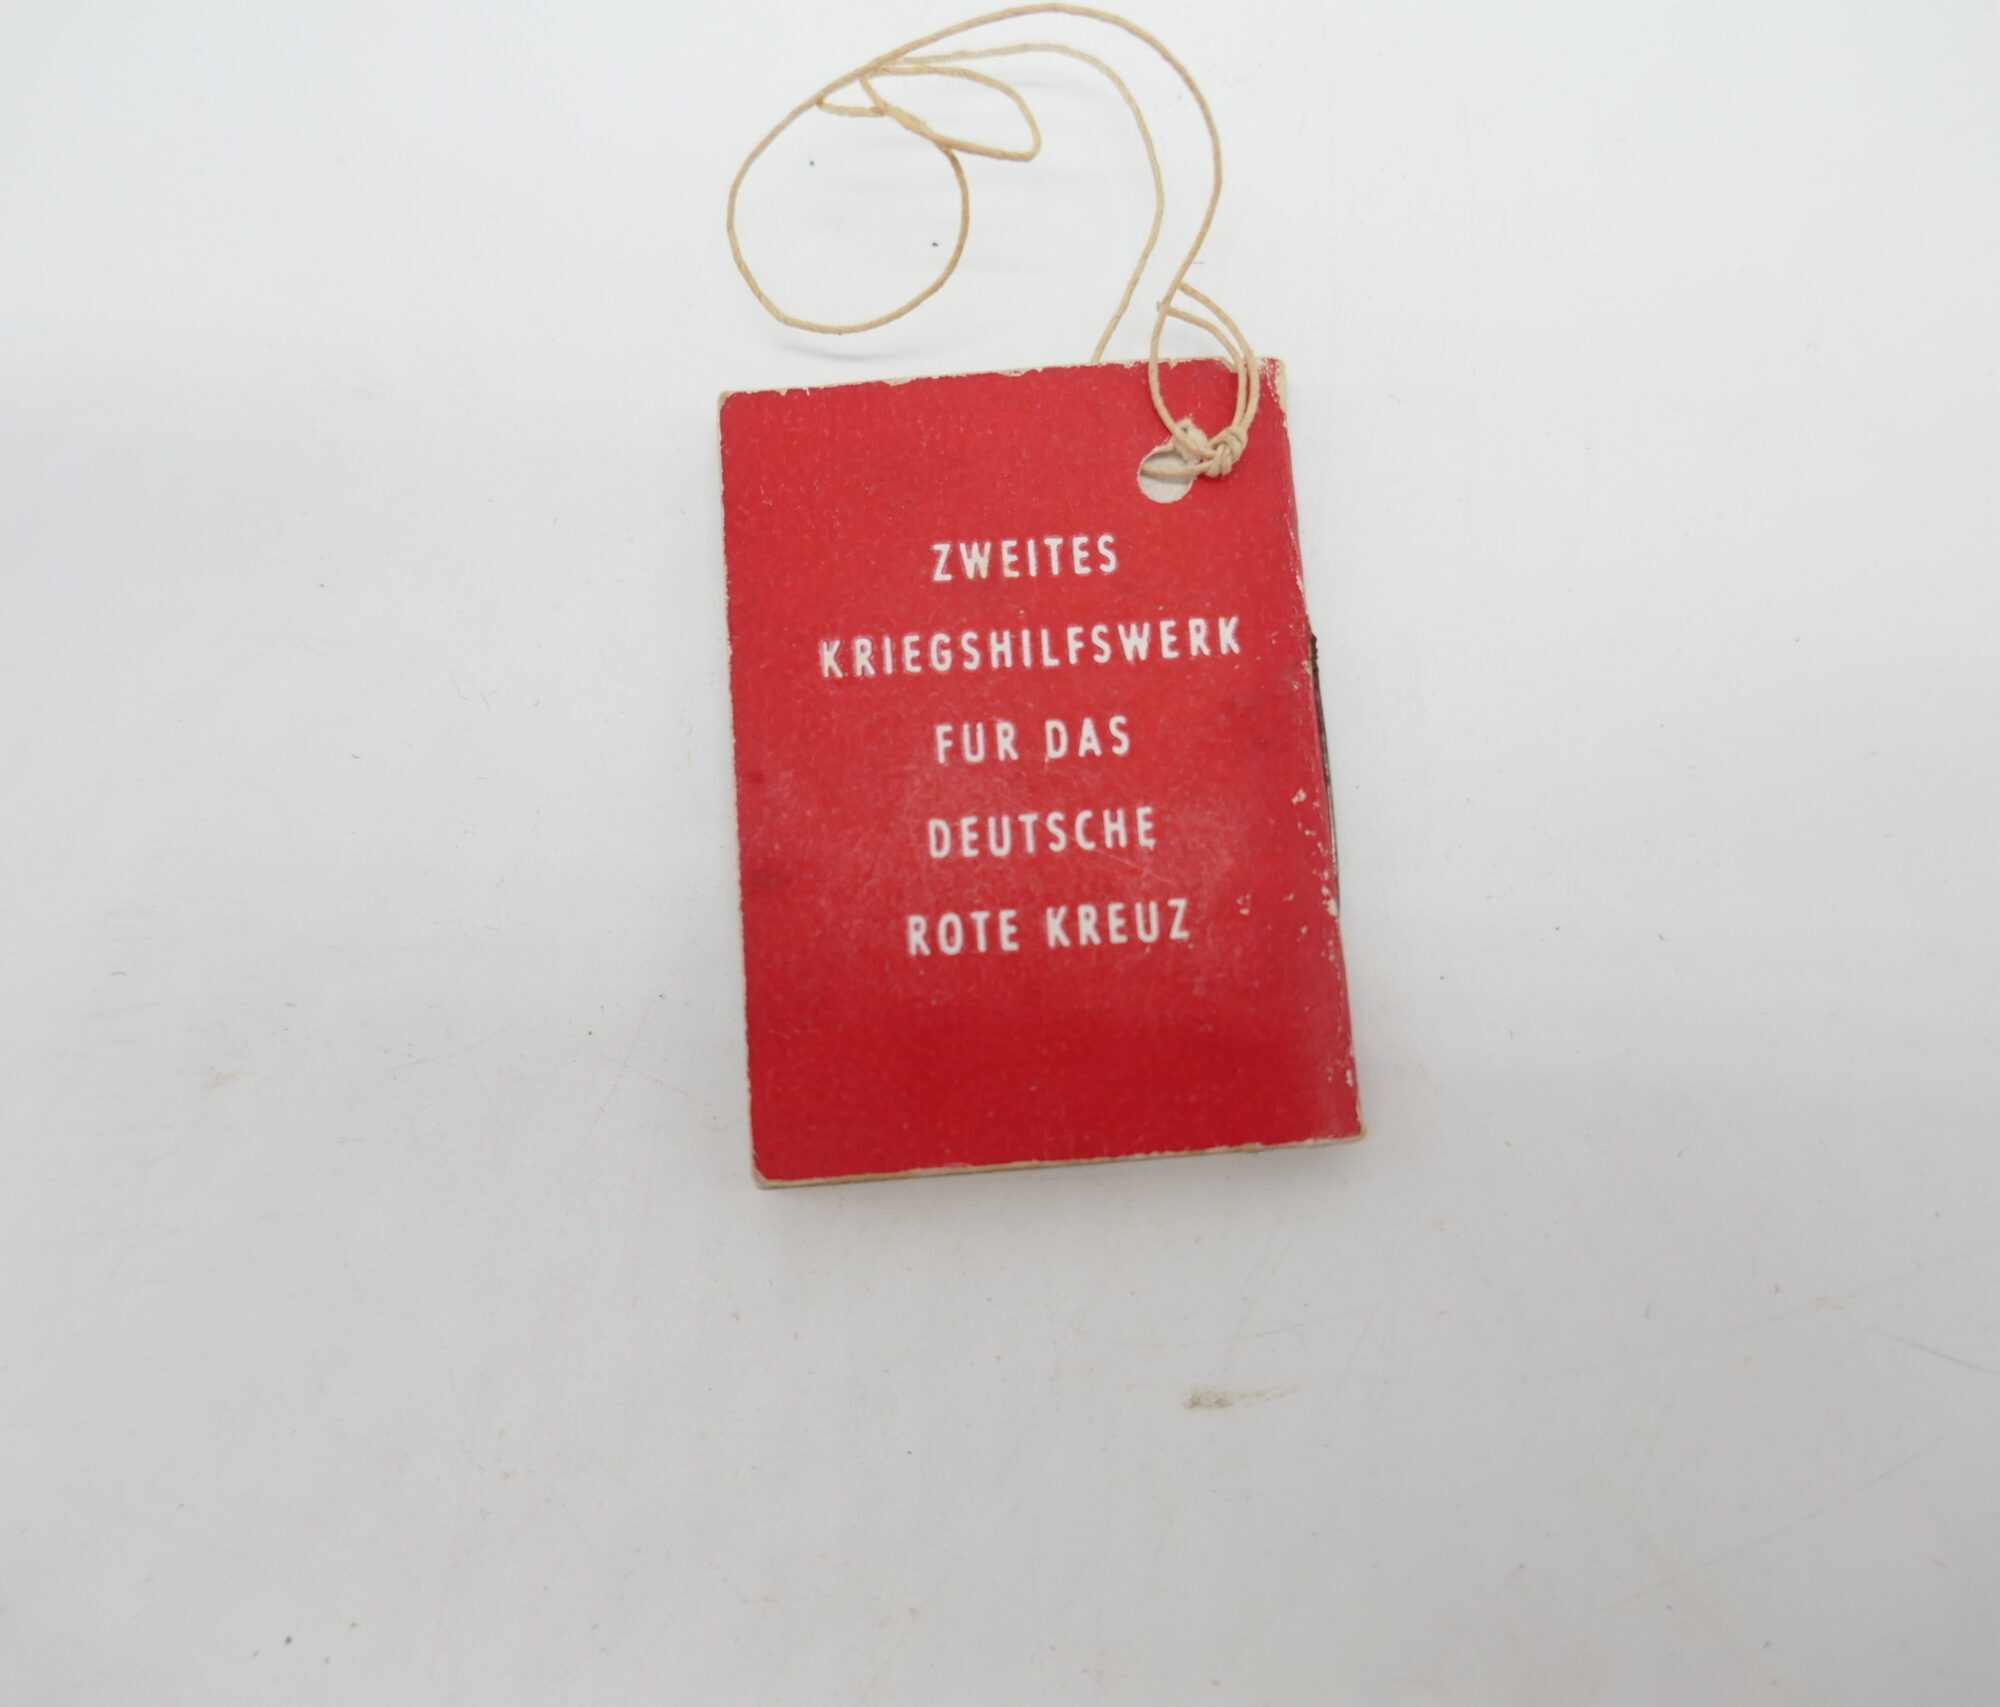 ZWEITES
KRIEGSHILFSWERK
FUR DAS
DEUTSCHE
ROTE KREUZ